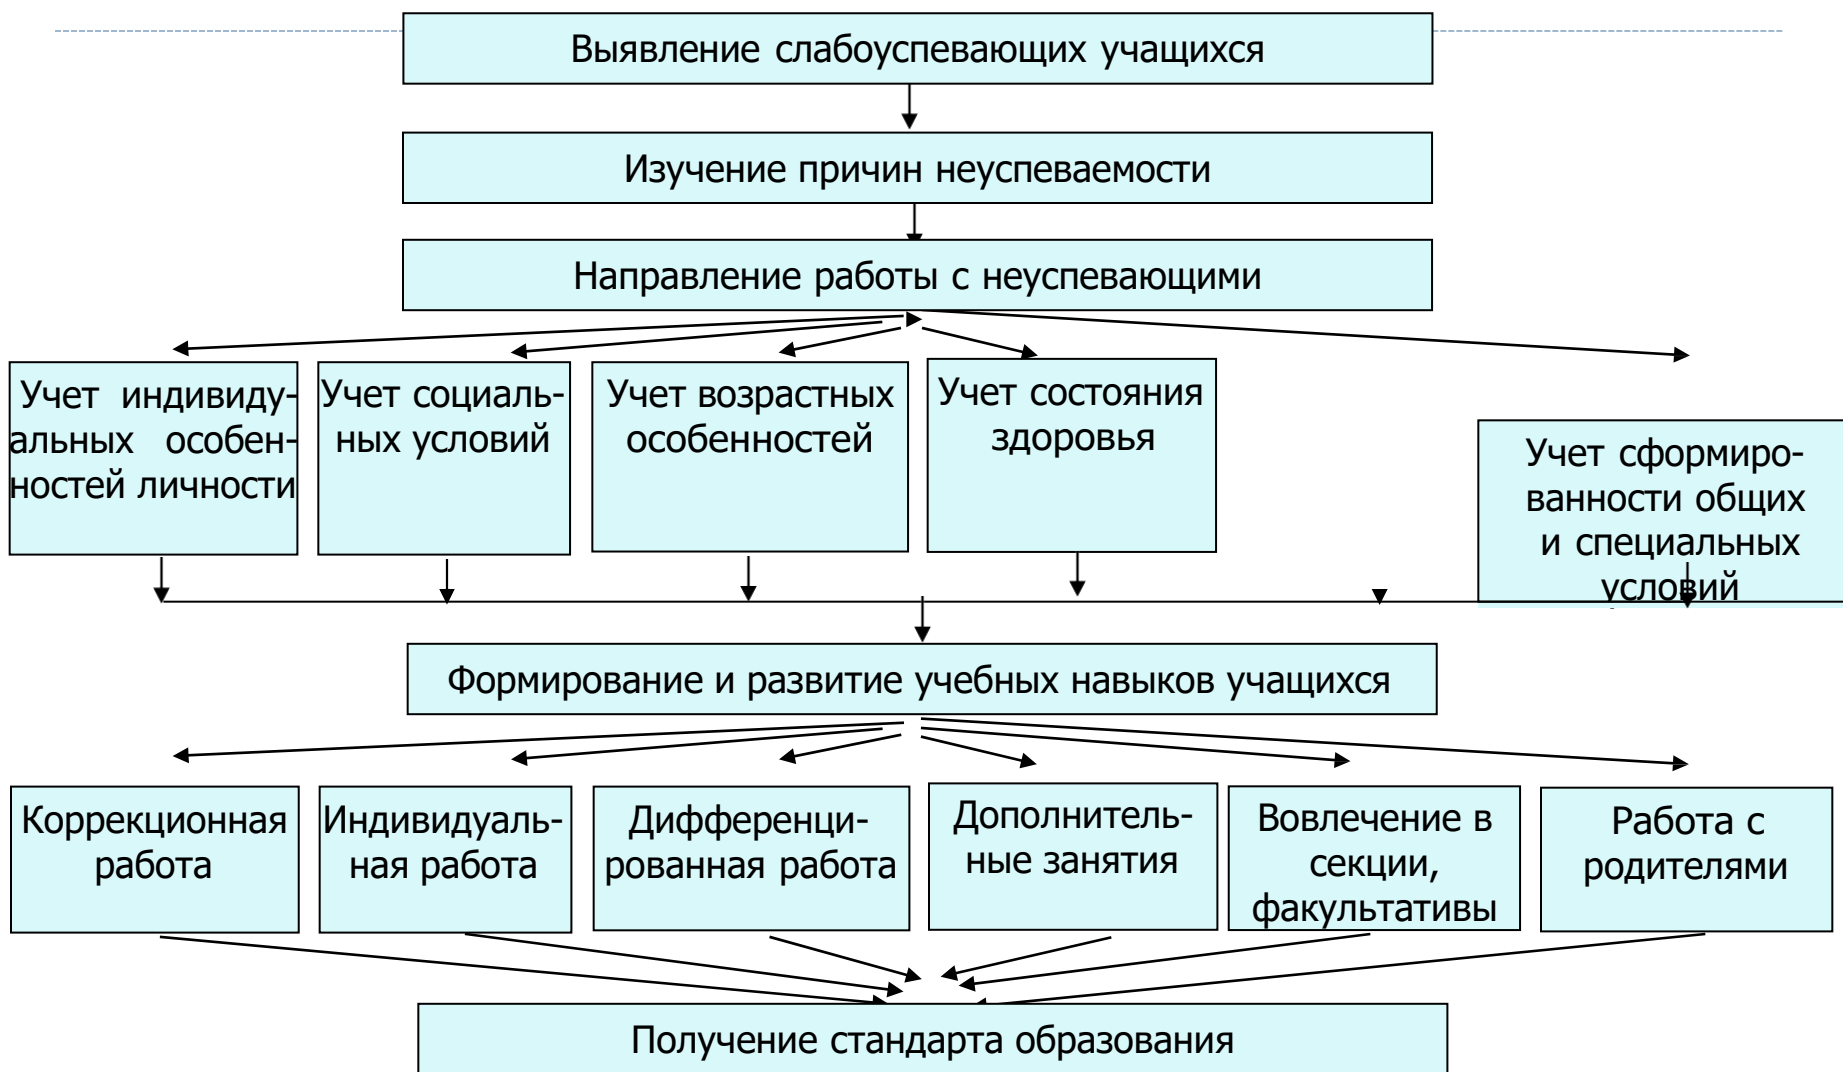 Выявление слабоуспевающих учащихся
Изучение причин неуспеваемости
Направление работы с неуспевающими
Учет индивиду-
альных особен-
ностей личности
Учет социаль-
ных условий
Учет возрастных
особенностей
Учет состояния
здоровья
Учет сформиро-
ванности общих
и специальных
условий
Формирование и развитие учебных навыков учащихся
Коррекционная
работа
Индивидуаль-
ная работа
Дифференци-
рованная работа
Дополнитель-
ные занятия
Вовлечение в
секции,
факультативы
Работа с
родителями
Получение стандарта образования